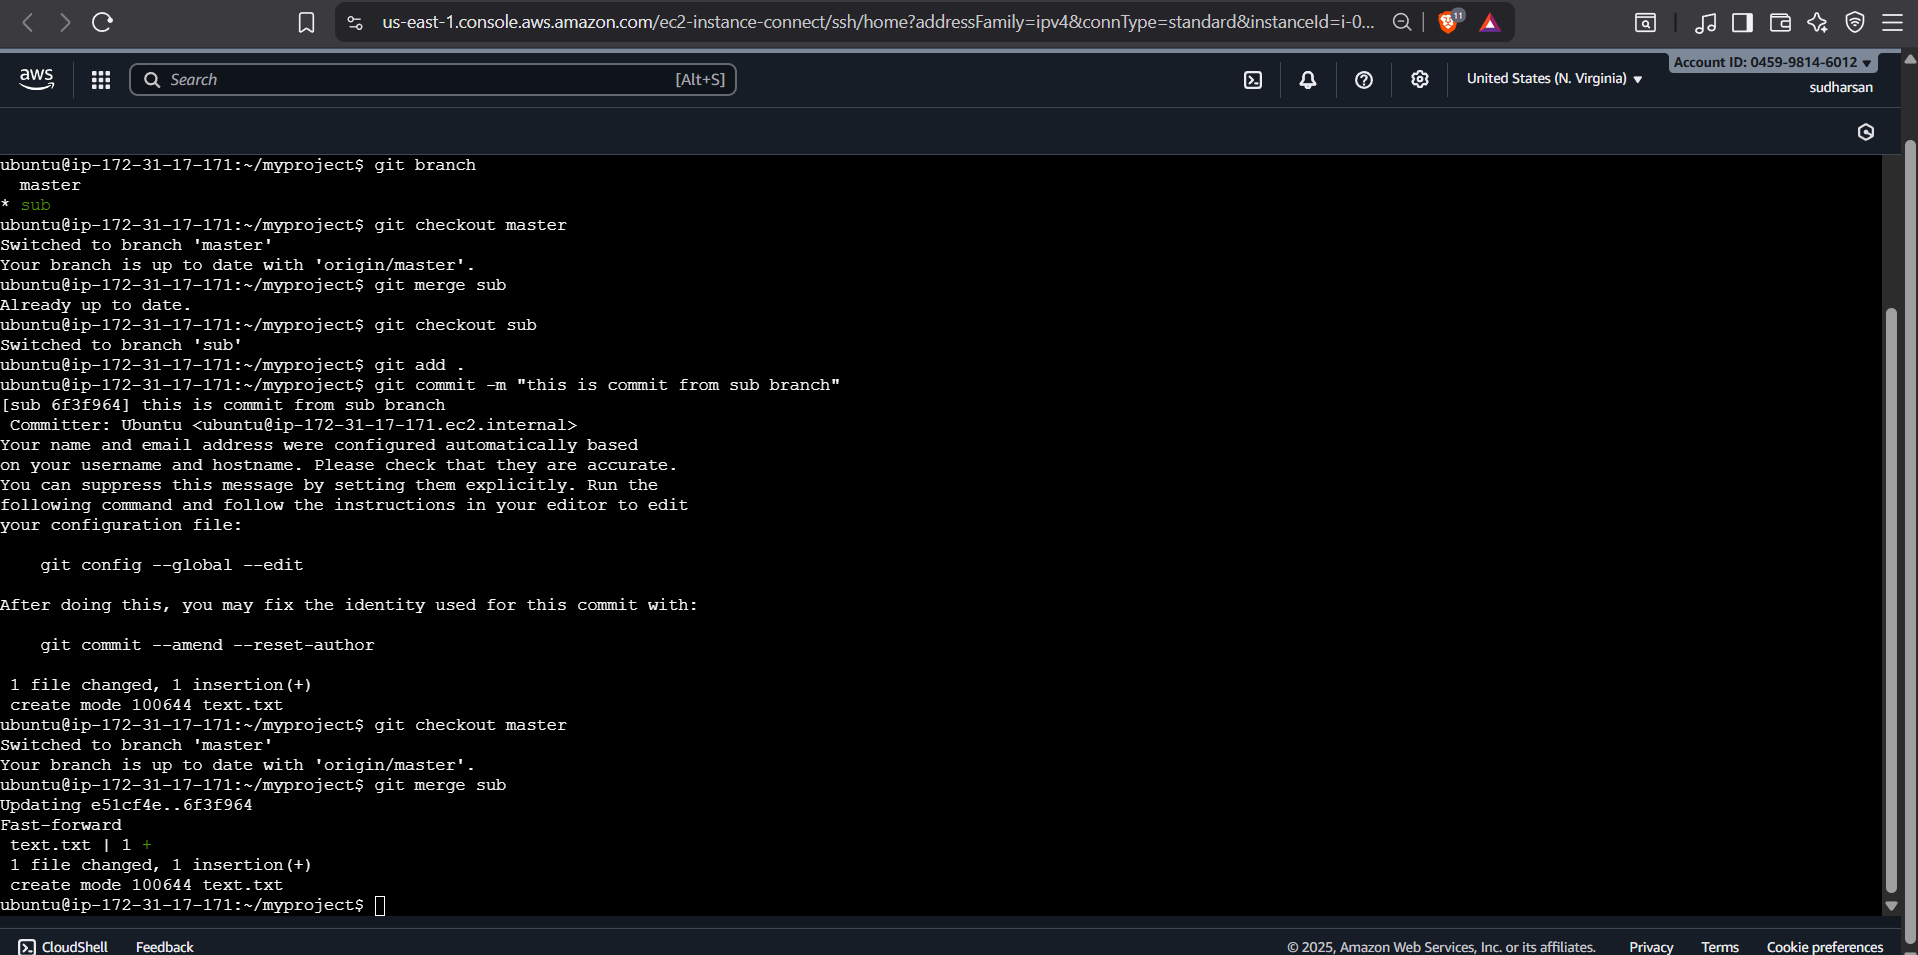 us-east-1.console.aws.amazon.com/ec2-instance-connect/ssh/home?addressFamily=ipv4&connType=standard&instanceId=i-0...
11
aws
Search
[Alt+S]
United States (N. Virginia)
Account ID: 0459-9814-6012
sudharsan
ubuntu@ip-172-31-17-171:~/myproject$ git branch
  master
* sub
ubuntu@ip-172-31-17-171:~/myproject$ git checkout master
Switched to branch 'master'
Your branch is up to date with 'origin/master'.
ubuntu@ip-172-31-17-171:~/myproject$ git merge sub
Already up to date.
ubuntu@ip-172-31-17-171:~/myproject$ git checkout sub
Switched to branch 'sub'
ubuntu@ip-172-31-17-171:~/myproject$ git add .
ubuntu@ip-172-31-17-171:~/myproject$ git commit -m "this is commit from sub branch"
[sub 6f3f964] this is commit from sub branch
 Committer: Ubuntu <ubuntu@ip-172-31-17-171.ec2.internal>
Your name and email address were configured automatically based
on your username and hostname. Please check that they are accurate.
You can suppress this message by setting them explicitly. Run the
following command and follow the instructions in your editor to edit
your configuration file:
    git config --global --edit
After doing this, you may fix the identity used for this commit with:
    git commit --amend --reset-author
 1 file changed, 1 insertion(+)
 create mode 100644 text.txt
ubuntu@ip-172-31-17-171:~/myproject$ git checkout master
Switched to branch 'master'
Your branch is up to date with 'origin/master'.
ubuntu@ip-172-31-17-171:~/myproject$ git merge sub
Updating e51cf4e..6f3f964
Fast-forward
 text.txt | 1 +
 1 file changed, 1 insertion(+)
 create mode 100644 text.txt
ubuntu@ip-172-31-17-171:~/myproject$
CloudShell
Feedback
© 2025, Amazon Web Services, Inc. or its affiliates.
Privacy
Terms
Cookie preferences